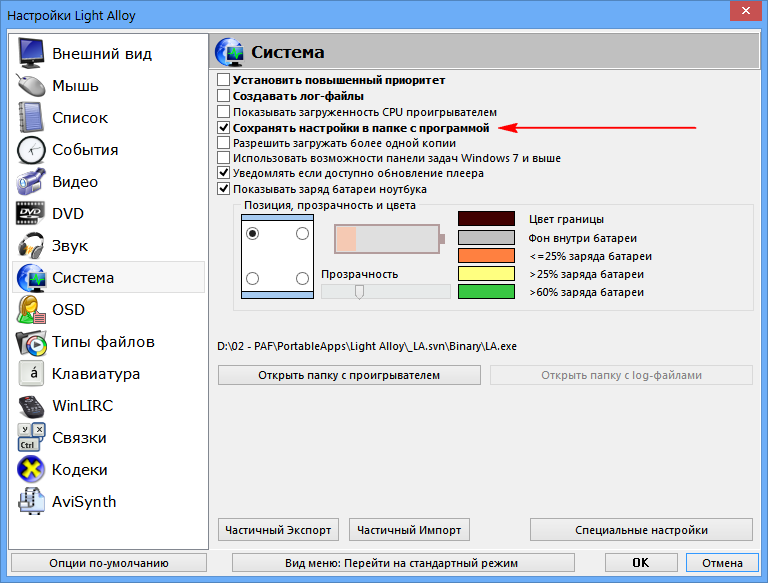 Настройки Light Alloy
Внешний вид
Мышь
Список
События
Видео
DVD
DVD
Звук
Система
OSD
Типы файлов
á
Клавиатура
WinLIRC
У X
Ctrl
Связки
Кодеки
AviSynth
Система
Установить повышенный приоритет
Создавать лог-файлы
Показывать загруженность CPU проигрывателем
Сохранять настройки в папке с программой
Разрешить загружать более одной копии
Использовать возможности панели задач Windows 7 и выше
Уведомлять если доступно обновление плеера
Показывать заряд батареи ноутбука
Позиция, прозрачность и цвета
Прозрачность
Цвет границы
Фон внутри батареи
<=25% заряда батареи
>25% заряда батареи
>60% заряда батареи
D:\02 - PAF\PortableApps\Light Alloy\_LA.svn\Binary\LA.exe
Открыть папку с проигрывателем
Открыть папку с log-файлами
Частичный Экспорт
Частичный Импорт
Специальные настройки
Опции по-умолчанию
Вид меню: Перейти на стандартный режим
OK
Отмена